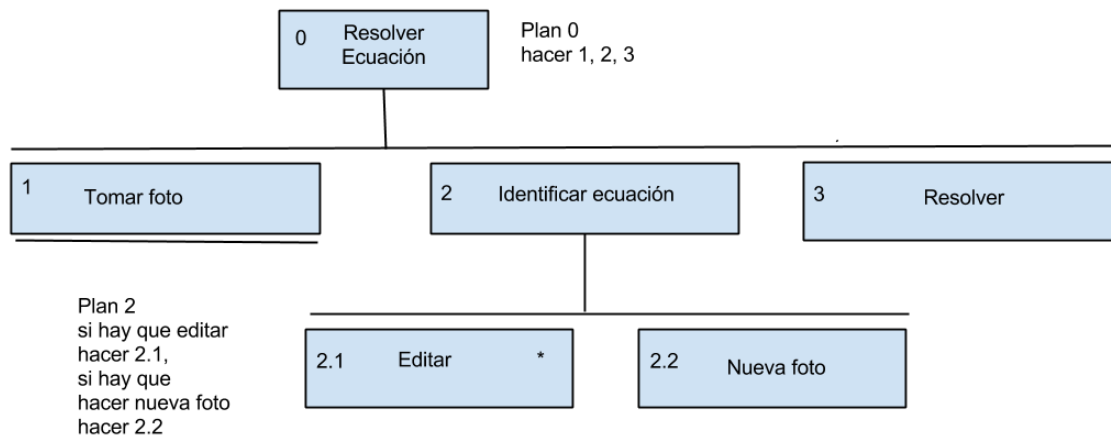 0
Resolver
Ecuación
Plan 0
hacer 1, 2, 3
1
Tomar foto
2
Identificar ecuación
3
Resolver
Plan 2
si hay que editar
hacer 2.1,
si hay que
hacer nueva foto
hacer 2.2
2.1
Editar
*
2.2
Nueva foto